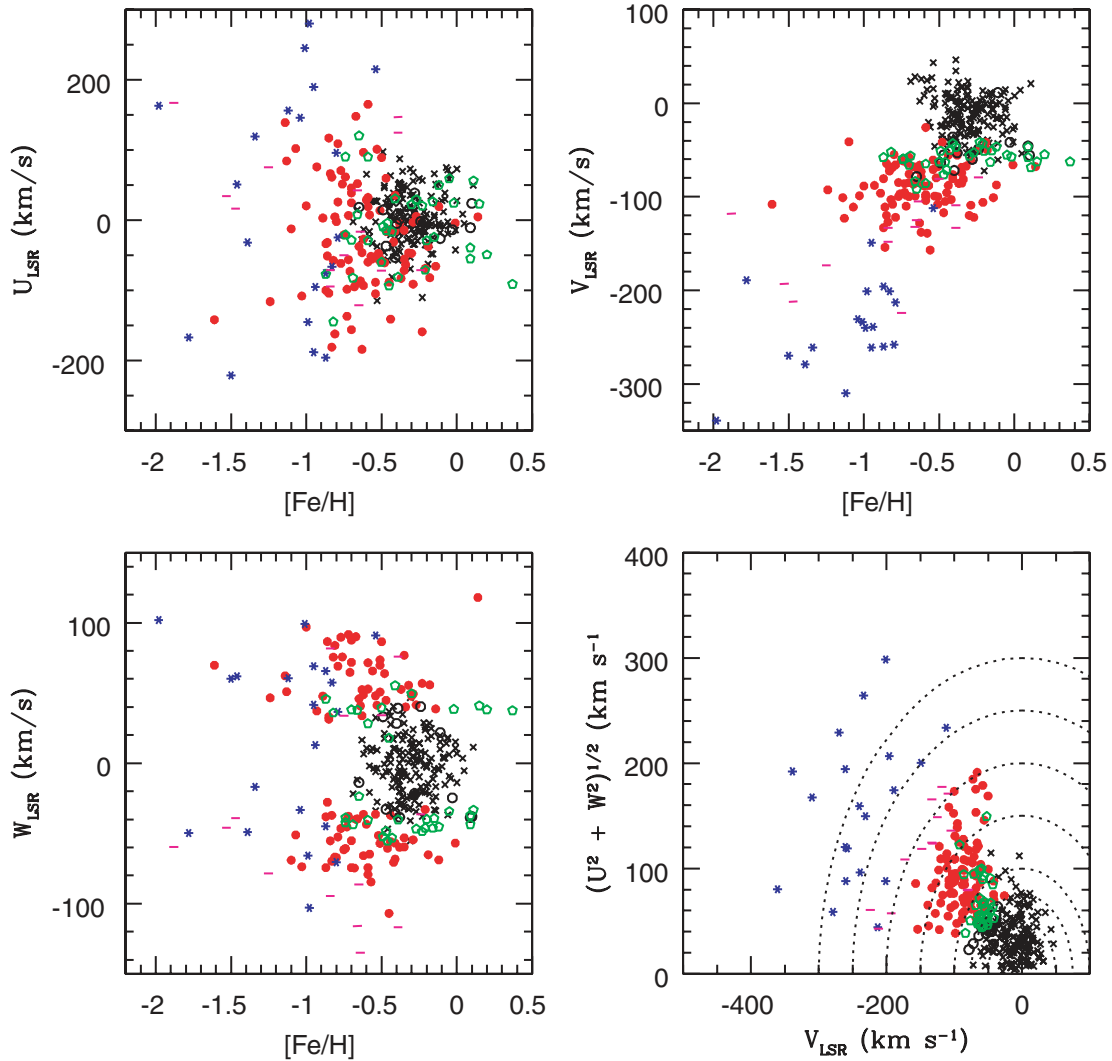 200
0
-200
U_LSR (km/s)
-2 -1.5 -1 -0.5 0 0.5
[Fe/H]
100
0
-100
-200
-300
V_LSR (km/s)
-2 -1.5 -1 -0.5 0 0.5
[Fe/H]
100
0
-100
W_LSR (km/s)
-2 -1.5 -1 -0.5 0 0.5
[Fe/H]
400
300
200
100
0
(U² + W²)^1/2 (km s⁻¹)
-400 -200 0
V_LSR (km s⁻¹)